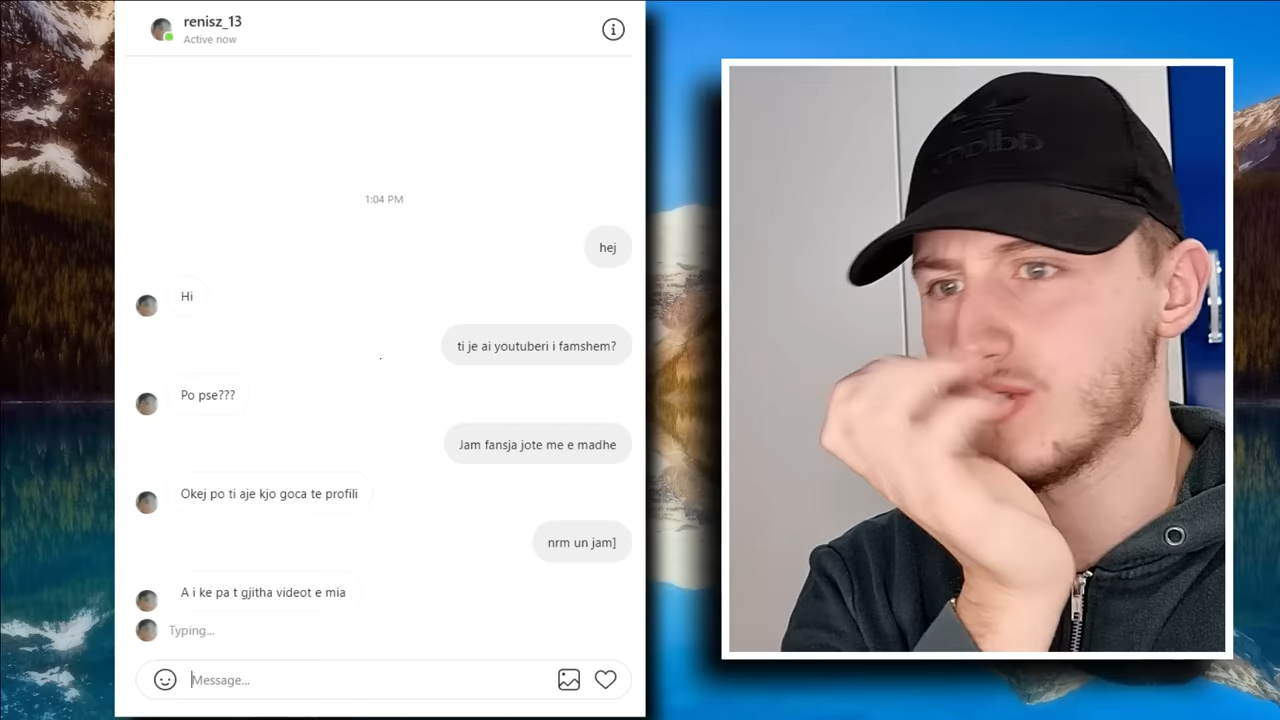 renisz_13
Active now
1:04 PM
hej
Hi
ti je ai youtuberi i famshem?
Po pse???
Jam fansja jote me e madhe
Okej po ti aje kjo goca te profili
nrm un jam]
A i ke pa t gjitha videot e mia
Typing...
Message...